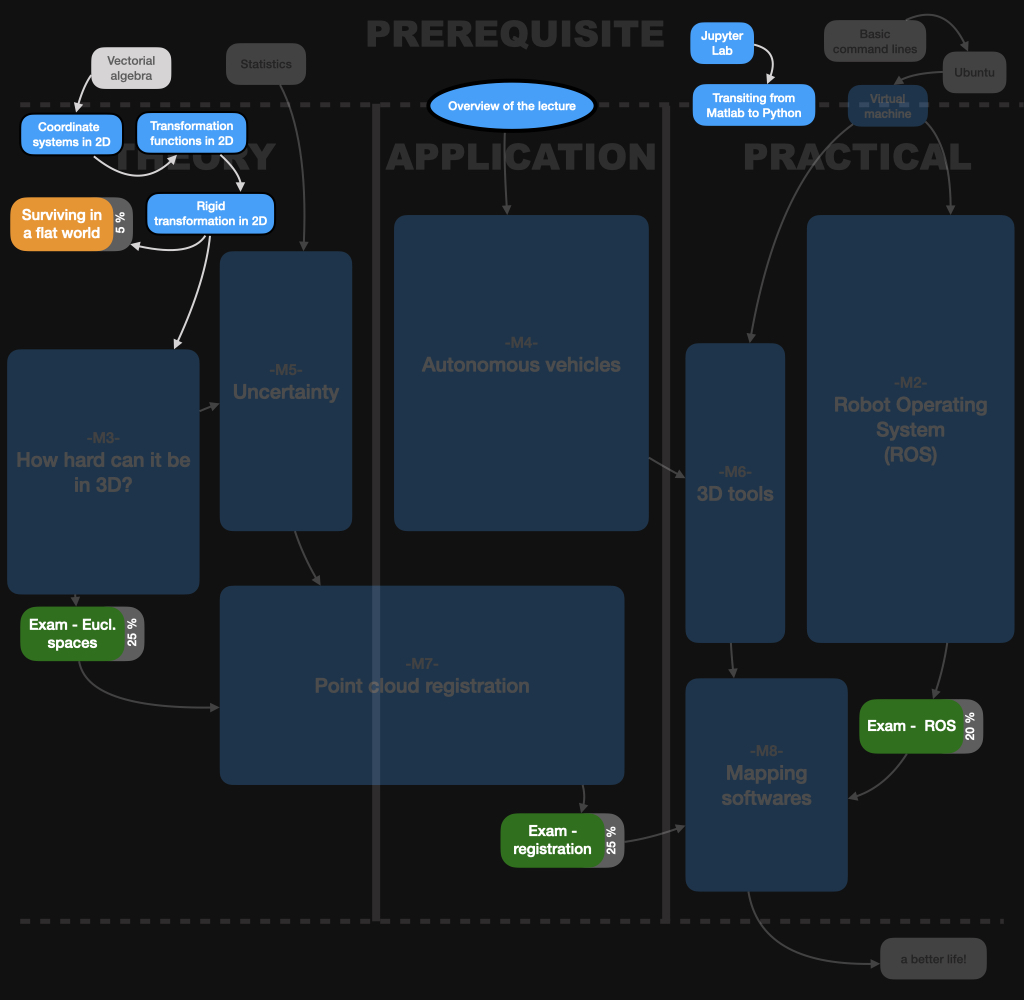 PREREQUISITE
Vectorial
algebra
Statistics
Jupyter
Lab
Basic
command lines
Ubuntu
Overview of the lecture
Transiting from
Matlab to Python
Virtual
machine
Coordinate
systems in 2D
Transformation
functions in 2D
THEORY
APPLICATION
PRACTICAL
Surviving in
a flat world
5 %
Rigid
transformation in 2D
-M3-
How hard can it be
in 3D?
-M5-
Uncertainty
-M4-
Autonomous vehicles
-M6-
3D tools
-M2-
Robot Operating
System
(ROS)
Exam - Eucl.
spaces
25 %
-M7-
Point cloud registration
-M8-
Mapping
softwares
Exam - ROS
20 %
Exam -
registration
25 %
a better life!